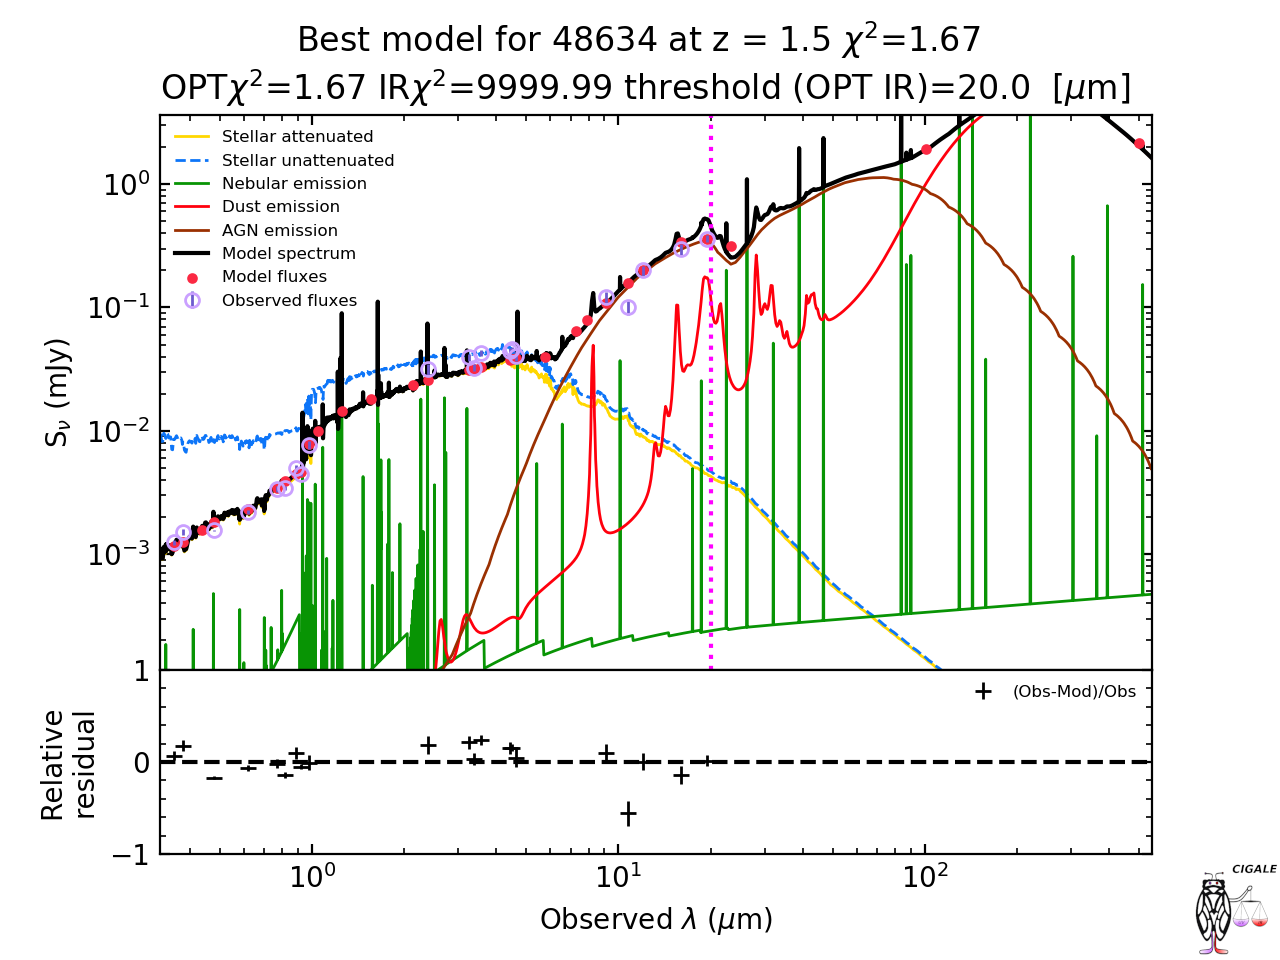 Best model for 48634 at z = 1.5 χ²=1.67
OPTχ²=1.67 IRχ²=9999.99 threshold (OPT IR)=20.0 [μm]
Stellar attenuated
Stellar unattenuated
Nebular emission
Dust emission
AGN emission
Model spectrum
Model fluxes
Observed fluxes
10⁰
10⁻¹
10⁻²
10⁻³
S_ν (mJy)
1
0
−1
Relative
residual
(Obs-Mod)/Obs
10⁰ 10¹ 10²
Observed λ (μm)
CIGALE